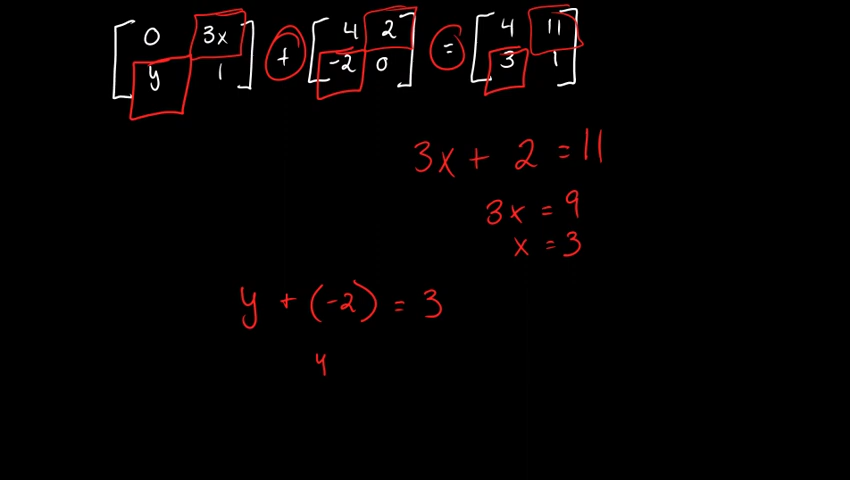 [ 0 3x ] + [ 4 2 ] = [ 4 11 ]
[ y 1 ] [ -2 0 ] [ 3 1 ]
3x + 2 = 11
3x = 9
x = 3
y + (-2) = 3
y